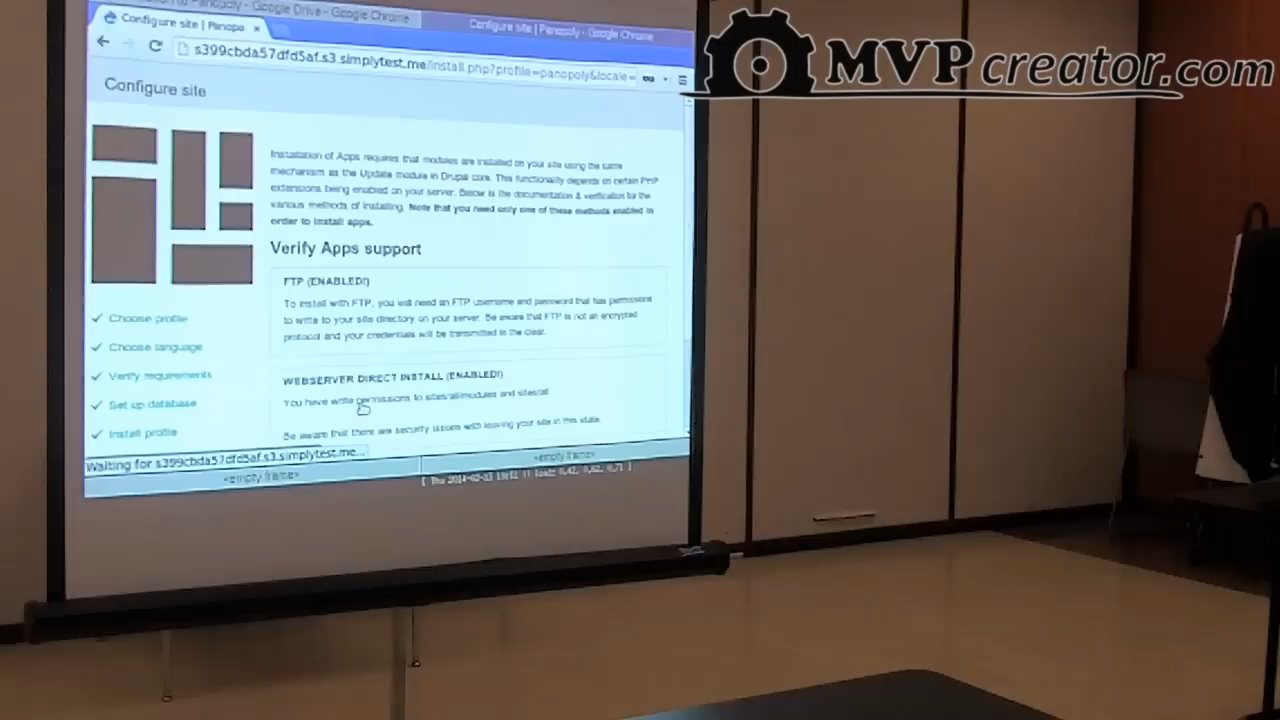 to Panopoly - Google Drive - Google Chrome
Configure site | Panopoly - Google Chrome
Configure site | Panopo ×
s399cbda57dfd5af.s3.simplytest.me/install.php?profile=panopoly&locale=
MVPcreator.com
Configure site
Installation of Apps requires that modules are installed on your site using the same
mechanism as the Update module in Drupal core. This functionality depends on certain PHP
extensions being enabled on your server. Below is the documentation & verification for the
various methods of installing. Note that you need only one of these methods enabled in
order to install apps.
Verify Apps support
FTP (ENABLED!)
To install with FTP, you will need an FTP username and password that has permissions
to write to your site directory on your server. Be aware that FTP is not an encrypted
protocol and your credentials will be transmitted in the clear.
WEBSERVER DIRECT INSTALL (ENABLED!)
You have write permissions to sites/all/modules and sites/all
Be aware that there are security issues with leaving your site in this state.
✓ Choose profile
✓ Choose language
✓ Verify requirements
✓ Set up database
✓ Install profile
Waiting for s399cbda57dfd5af.s3.simplytest.me...
<empty frame>
<empty frame>